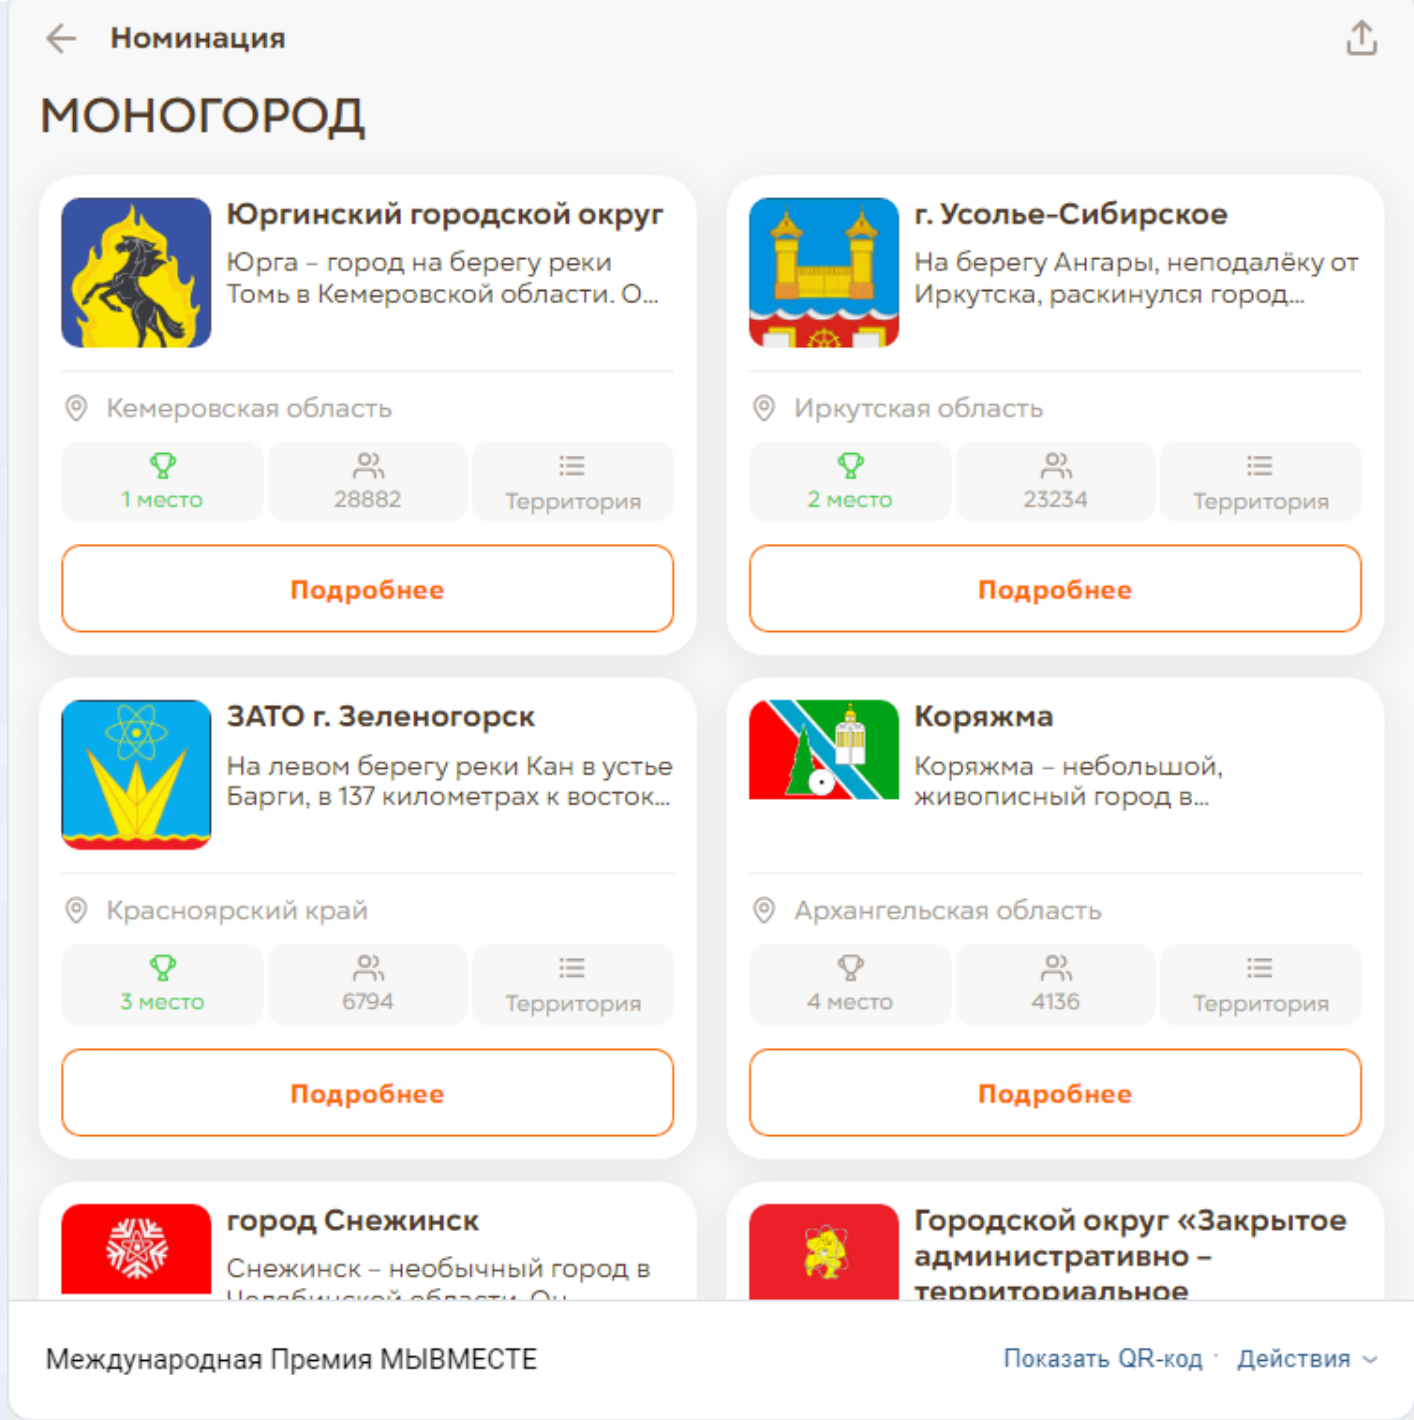 Номинация
МОНОГОРОД
Юргинский городской округ
Юрга – город на берегу реки
Томь в Кемеровской области. О...
Кемеровская область
1 место
28882
Территория
Подробнее
г. Усолье-Сибирское
На берегу Ангары, неподалёку от
Иркутска, раскинулся город...
Иркутская область
2 место
23234
Территория
Подробнее
ЗАТО г. Зеленогорск
На левом берегу реки Кан в устье
Барги, в 137 километрах к восток...
Красноярский край
3 место
6794
Территория
Подробнее
Коряжма
Коряжма – небольшой,
живописный город в...
Архангельская область
4 место
4136
Территория
Подробнее
город Снежинск
Снежинск – необычный город в
Челябинской области. Он
Городской округ «Закрытое
административно –
территориальное
Международная Премия МЫВМЕСТЕ
Показать QR-код · Действия